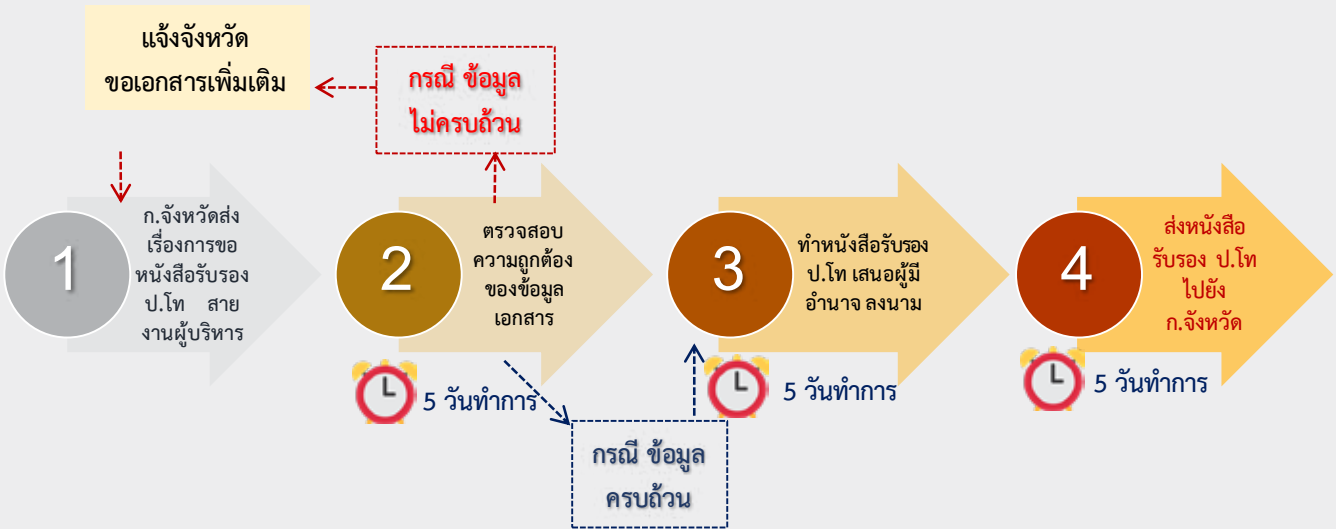 แจ้งจังหวัด
ขอเอกสารเพิ่มเติม
กรณี ข้อมูล
ไม่ครบถ้วน
1
ก.จังหวัดส่ง
เรื่องการขอ
หนังสือรับรอง
ป.โท สาย
งานผู้บริหาร
2
ตรวจสอบ
ความถูกต้อง
ของข้อมูล
เอกสาร
5 วันทำการ
กรณี ข้อมูล
ครบถ้วน
3
ทำหนังสือรับรอง
ป.โท เสนอผู้มี
อำนาจ ลงนาม
5 วันทำการ
4
ส่งหนังสือ
รับรอง ป.โท
ไปยัง
ก.จังหวัด
5 วันทำการ